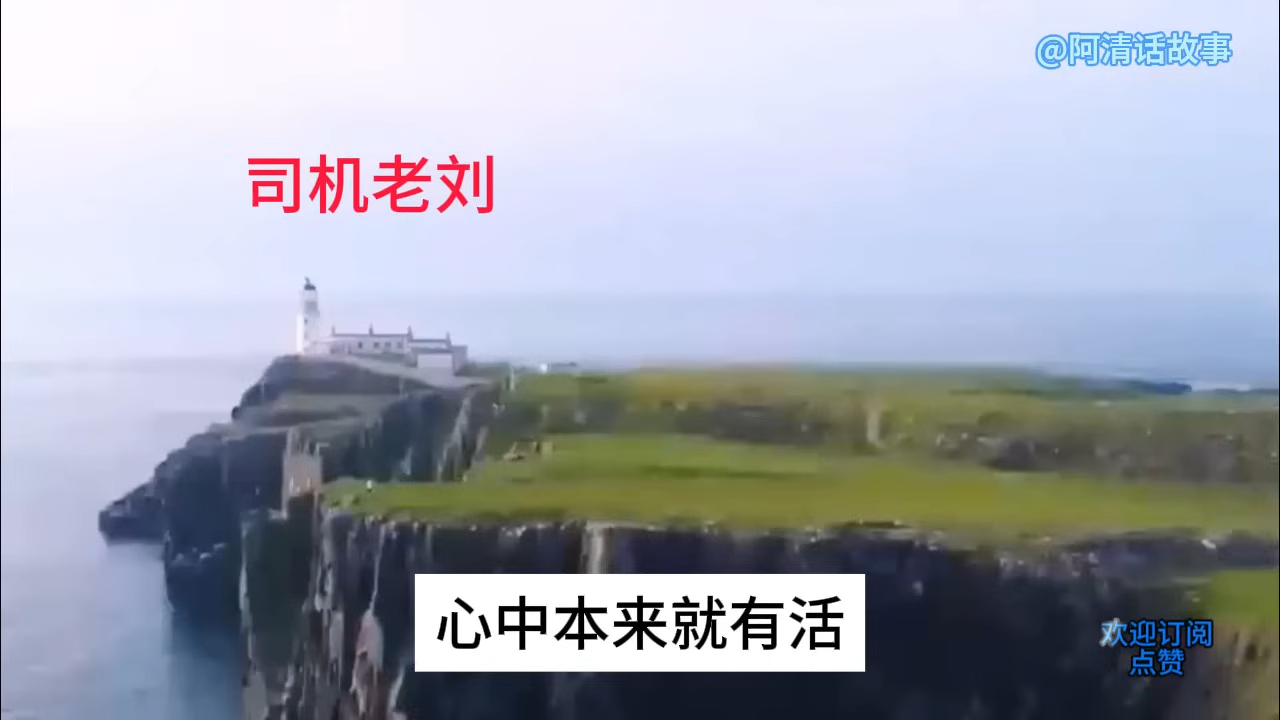 @阿清话故事
司机老刘
心中本来就有活
欢迎订阅
点赞